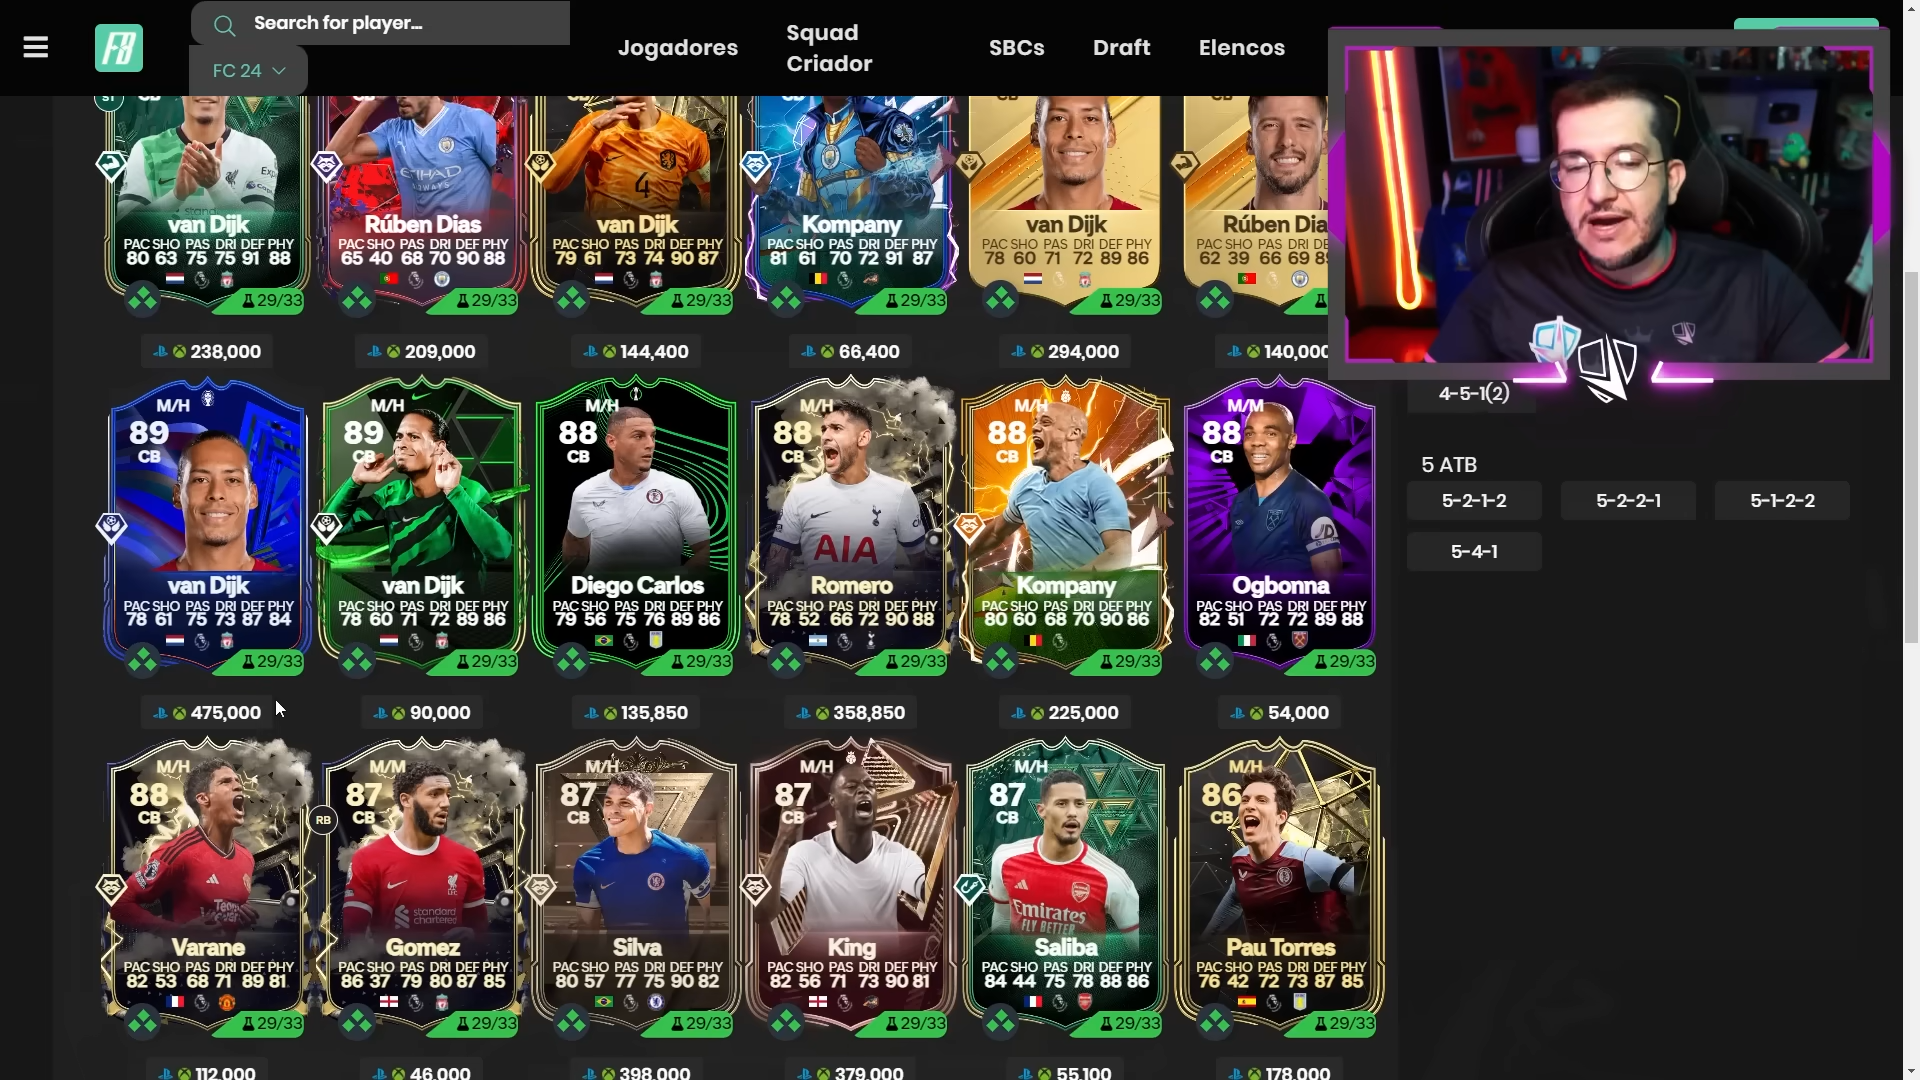 Search for player...
FC 24
Jogadores
Squad
Criador
SBCs
Draft
Elencos
van Dijk
PAC SHO PAS DRI DEF PHY
80 63 75 75 91 88
29/33
238,000
Rúben Dias
PAC SHO PAS DRI DEF PHY
65 40 68 70 90 88
29/33
209,000
van Dijk
PAC SHO PAS DRI DEF PHY
79 61 73 74 90 87
29/33
144,400
Kompany
PAC SHO PAS DRI DEF PHY
81 61 70 72 91 87
29/33
66,400
van Dijk
PAC SHO PAS DRI DEF PHY
78 60 71 72 89 86
29/33
294,000
Rúben Dia
PAC SHO PAS DRI
62 39 66 69
140,000
M/H
89
CB
van Dijk
PAC SHO PAS DRI DEF PHY
78 61 75 73 87 84
29/33
475,000
M/H
89
CB
van Dijk
PAC SHO PAS DRI DEF PHY
78 60 71 72 89 86
29/33
90,000
M/H
88
CB
Diego Carlos
PAC SHO PAS DRI DEF PHY
79 56 75 76 89 86
29/33
135,850
M/H
88
CB
AIA
Romero
PAC SHO PAS DRI DEF PHY
78 52 66 72 90 88
29/33
358,850
M/H
88
CB
Kompany
PAC SHO PAS DRI DEF PHY
80 60 68 70 90 86
29/33
225,000
M/M
88
CB
Ogbonna
PAC SHO PAS DRI DEF PHY
82 51 72 72 89 88
29/33
54,000
M/H
88
CB
Varane
PAC SHO PAS DRI DEF PHY
82 53 68 71 89 81
29/33
112,000
RB
M/M
87
CB
standard
chartered
Gomez
PAC SHO PAS DRI DEF PHY
86 37 79 80 87 85
29/33
46,000
M/H
87
CB
Silva
PAC SHO PAS DRI DEF PHY
80 57 77 75 90 82
29/33
398,000
M/H
87
CB
King
PAC SHO PAS DRI DEF PHY
82 56 71 73 90 81
29/33
379,000
M/H
87
CB
Emirates
FLY BETTER
Saliba
PAC SHO PAS DRI DEF PHY
84 44 75 78 88 86
29/33
55,100
M/H
86
CB
Pau Torres
PAC SHO PAS DRI DEF PHY
76 42 72 73 87 85
29/33
178,000
4-5-1(2)
5 ATB
5-2-1-2
5-2-2-1
5-1-2-2
5-4-1